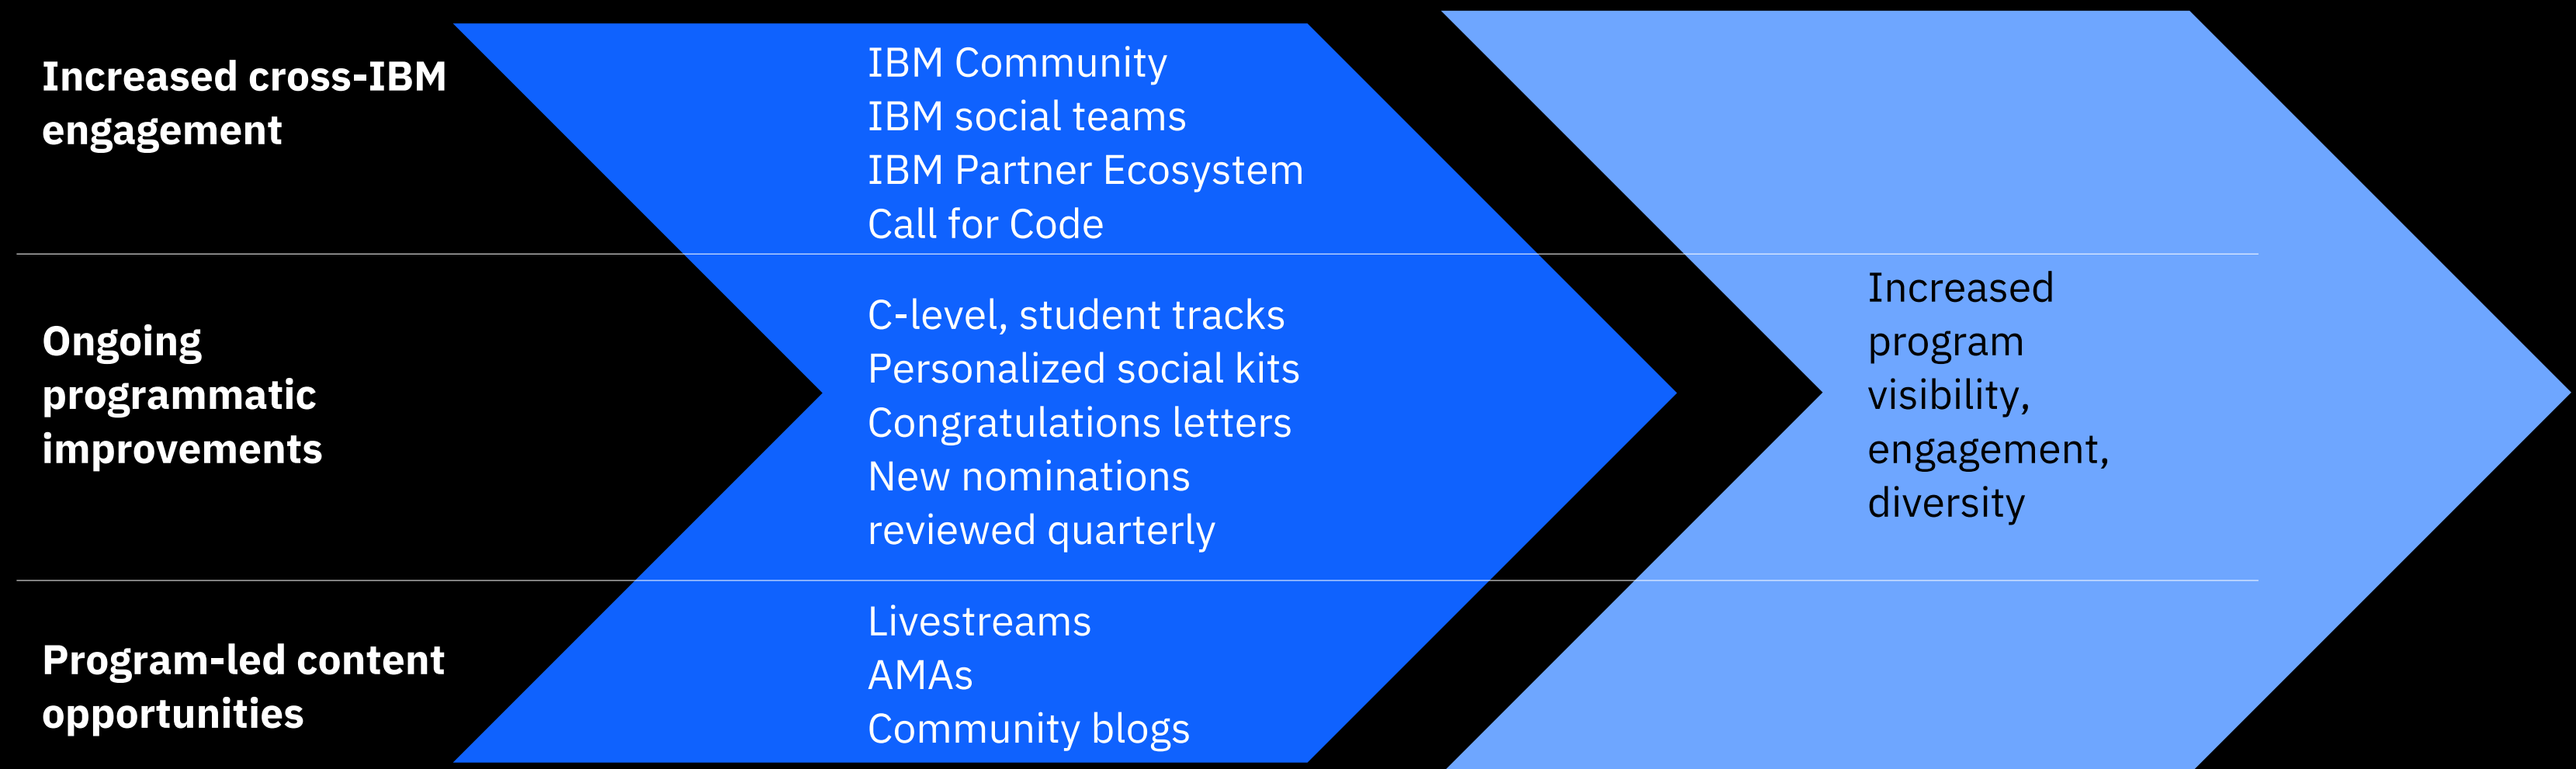 Increased cross-IBM
engagement
IBM Community
IBM social teams
IBM Partner Ecosystem
Call for Code
Ongoing
programmatic
improvements
C-level, student tracks
Personalized social kits
Congratulations letters
New nominations
reviewed quarterly
Program-led content
opportunities
Livestreams
AMAs
Community blogs
Increased
program
visibility,
engagement,
diversity